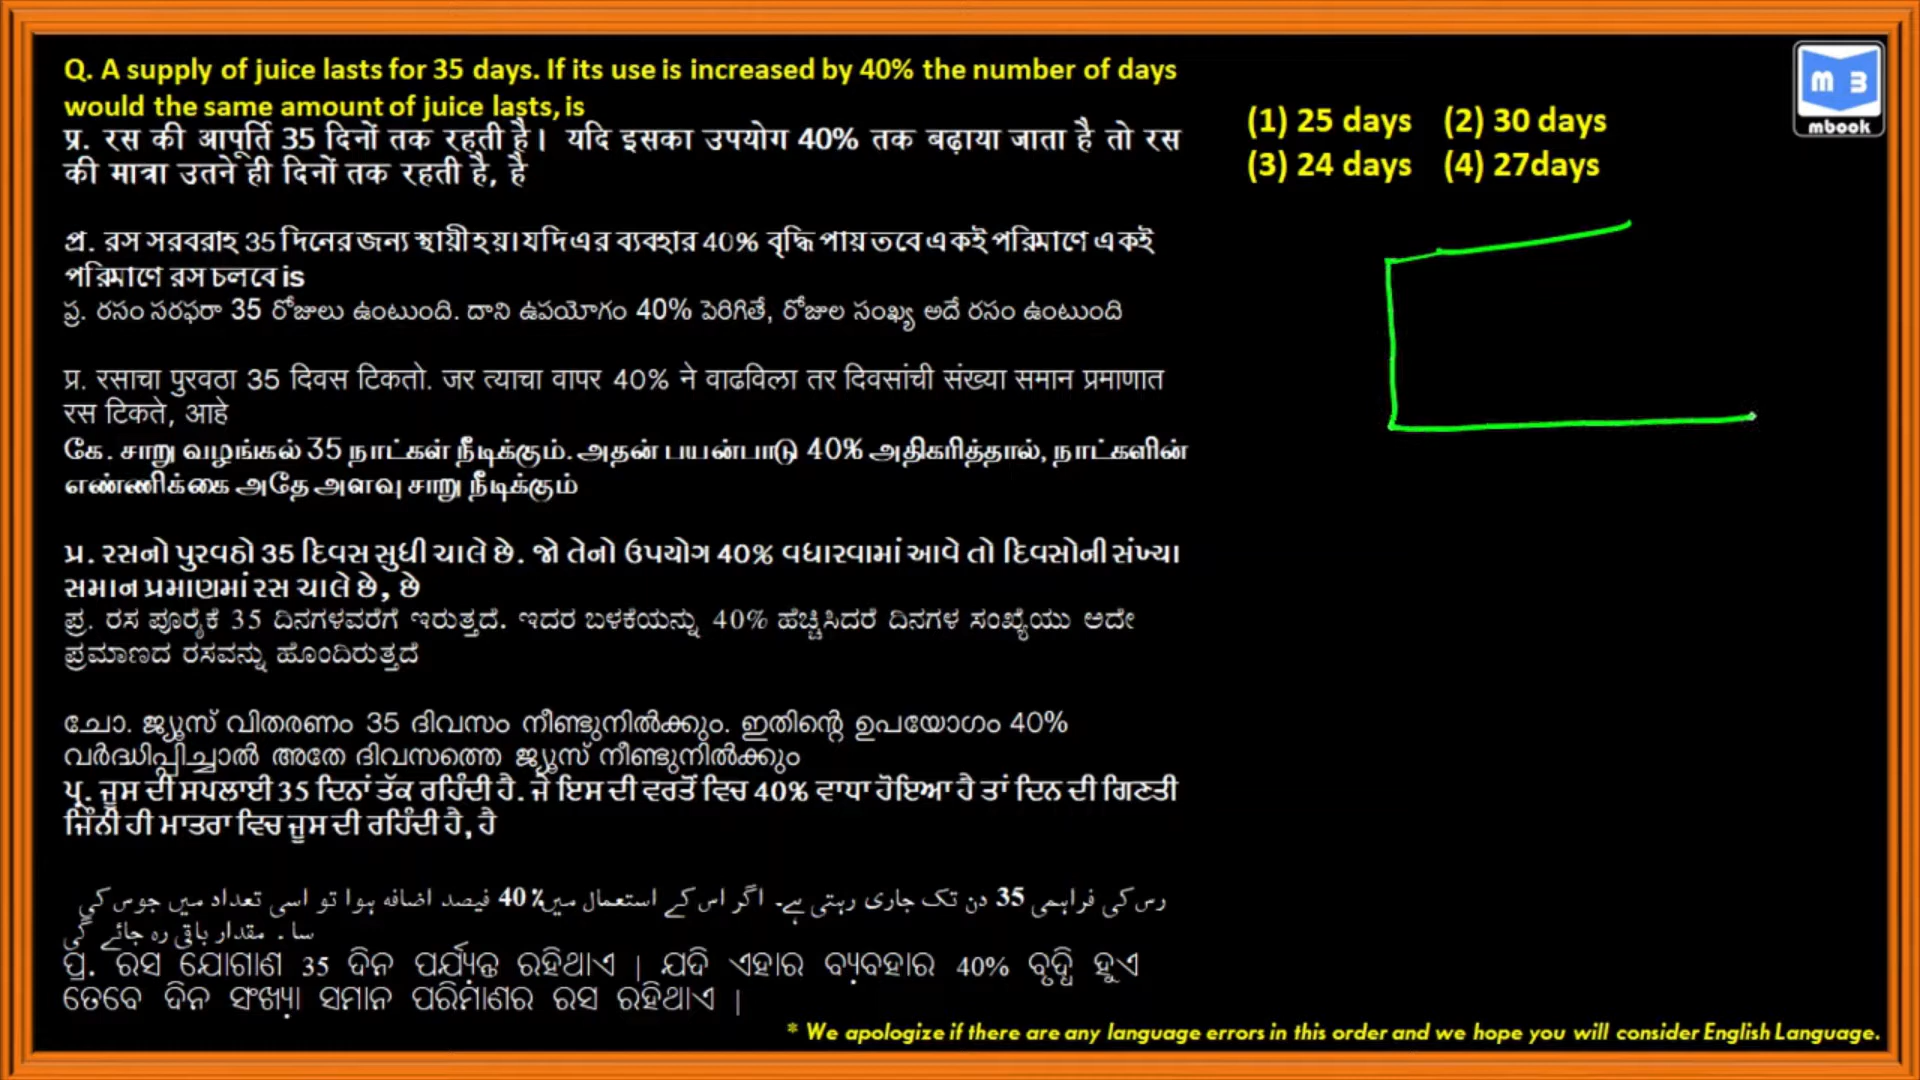 Q. A supply of juice lasts for 35 days. If its use is increased by 40% the number of days
would the same amount of juice lasts, is
प्र. रस की आपूर्ति 35 दिनों तक रहती है। यदि इसका उपयोग 40% तक बढ़ाया जाता है तो रस
की मात्रा उतने ही दिनों तक रहती है, है
প্র. রস সরবরাহ 35 দিনের জন্য স্থায়ী হয়। যদি এর ব্যবহার 40% বৃদ্ধি পায় তবে একই পরিমাণে একই
পরিমাণে রস চলবে is
ప్ర. రసం సరఫరా 35 రోజులు ఉంటుంది. దాని ఉపయోగం 40% పెరిగితే, రోజుల సంఖ్య అదే రసం ఉంటుంది
प्र. रसाचा पुरवठा 35 दिवस टिकतो. जर त्याचा वापर 40% ने वाढविला तर दिवसांची संख्या समान प्रमाणात
रस टिकते, आहे
கே. சாறு வழங்கல் 35 நாட்கள் நீடிக்கும். அதன் பயன்பாடு 40% அதிகரித்தால், நாட்களின்
எண்ணிக்கை அதே அளவு சாறு நீடிக்கும்
પ્ર. રસનો પુરવઠો 35 દિવસ સુધી ચાલે છે. જો તેનો ઉપયોગ 40% વધારવામાં આવે તો દિવસોની સંખ્યા
સમાન પ્રમાણમાં રસ ચાલે છે, છે
ಪ್ರ. ರಸ ಪೂರೈಕೆ 35 ದಿನಗಳವರೆಗೆ ಇರುತ್ತದೆ. ಇದರ ಬಳಕೆಯನ್ನು 40% ಹೆಚ್ಚಿಸಿದರೆ ದಿನಗಳ ಸಂಖ್ಯೆಯು ಅದೇ
ಪ್ರಮಾಣದ ರಸವನ್ನು ಹೊಂದಿರುತ್ತದೆ
ചോ. ജ്യൂസ് വിതരണം 35 ദിവസം നീണ്ടുനിൽക്കും. ഇതിന്റെ ഉപയോഗം 40%
വർദ്ധിപ്പിച്ചാൽ അതേ ദിവസത്തെ ജ്യൂസ് നീണ്ടുനിൽക്കും
ਪ੍ਰ. ਜੂਸ ਦੀ ਸਪਲਾਈ 35 ਦਿਨਾਂ ਤੱਕ ਰਹਿੰਦੀ ਹੈ. ਜੇ ਇਸ ਦੀ ਵਰਤੋਂ ਵਿਚ 40% ਵਾਧਾ ਹੋਇਆ ਹੈ ਤਾਂ ਦਿਨ ਦੀ ਗਿਣਤੀ
ਜਿੰਨੀ ਹੀ ਮਾਤਰਾ ਵਿਚ ਜੂਸ ਦੀ ਰਹਿੰਦੀ ਹੈ, ਹੈ
رس کی فراہمی 35 دن تک جاری رہتی ہے۔ اگر اس کے استعمال میں 40% فیصد اضافہ ہوا تو اسی تعداد میں جوس کی
سا ۔ مقدار باقی رہ جائے گی
ପ୍ର. ରସ ଯୋଗାଣ 35 ଦିନ ପର୍ଯ୍ୟନ୍ତ ରହିଥାଏ | ଯଦି ଏହାର ବ୍ୟବହାର 40% ବୃଦ୍ଧି ହୁଏ
ତେବେ ଦିନ ସଂଖ୍ୟା ସମାନ ପରିମାଣର ରସ ରହିଥାଏ |
(1) 25 days (2) 30 days
(3) 24 days (4) 27days
m 3
mbook
* We apologize if there are any language errors in this order and we hope you will consider English Language.